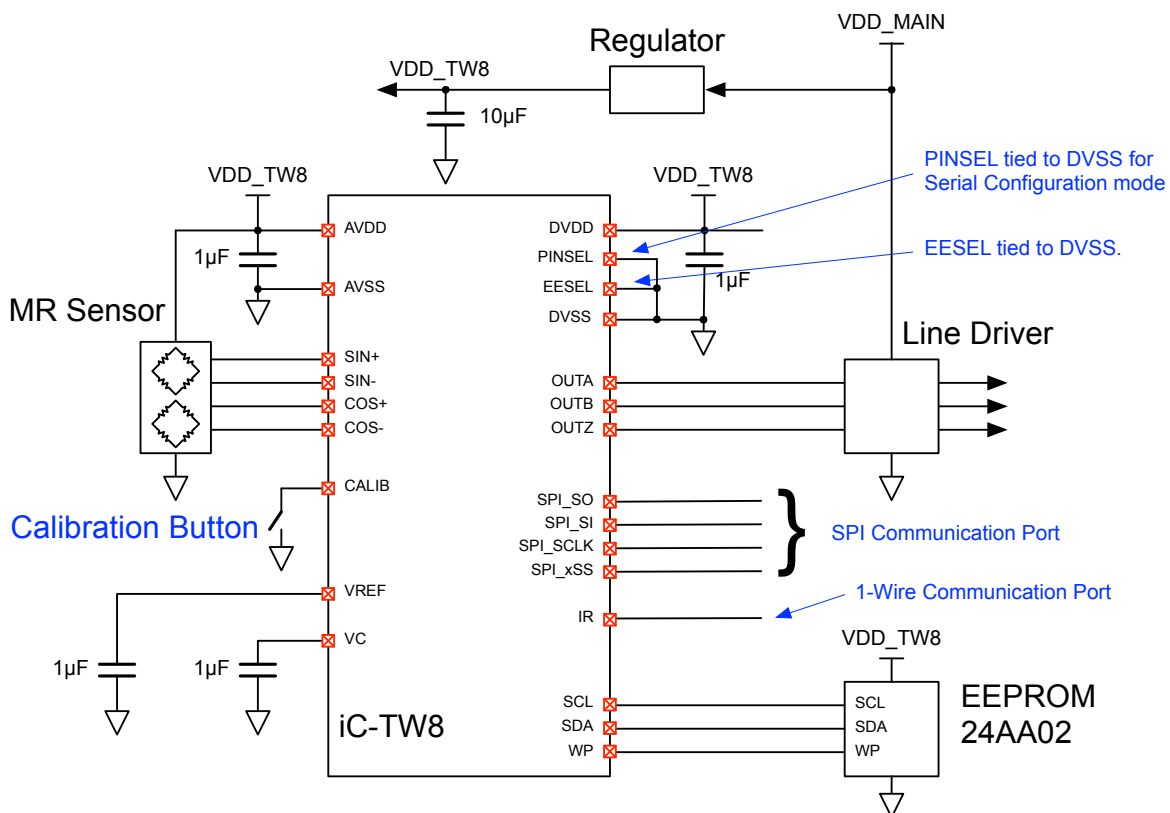 VDD_MAIN
Regulator
VDD_TW8
10µF
PINSEL tied to DVSS for
Serial Configuration mode
VDD_TW8
VDD_TW8
AVDD
DVDD
PINSEL
1µF
1µF
EESEL tied to DVSS.
AVSS
EESEL
DVSS
MR Sensor
Line Driver
SIN+
SIN-
COS+
COS-
OUTA
OUTB
OUTZ
CALIB
Calibration Button
SPI_SO
SPI_SI
SPI_SCLK
SPI_xSS
}
SPI Communication Port
1-Wire Communication Port
VREF
IR
VC
1µF
1µF
VDD_TW8
iC-TW8
SCL
SDA
WP
SCL
SDA
WP
EEPROM
24AA02